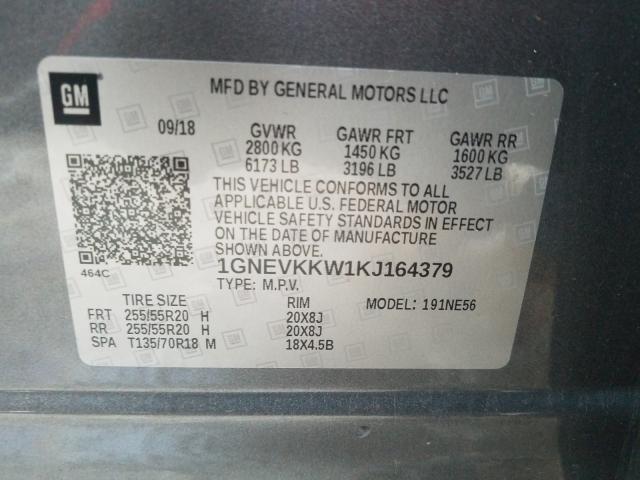 GM
MFD BY GENERAL MOTORS LLC
09/18 GVWR GAWR FRT GAWR RR
2800 KG 1450 KG 1600 KG
6173 LB 3196 LB 3527 LB
THIS VEHICLE CONFORMS TO ALL
APPLICABLE U.S. FEDERAL MOTOR
VEHICLE SAFETY STANDARDS IN EFFECT
ON THE DATE OF MANUFACTURE
SHOWN ABOVE.
464C
1GNEVKKW1KJ164379
TYPE: M.P.V.
TIRE SIZE RIM MODEL: 191NE56
FRT 255/55R20 H 20X8J
RR 255/55R20 H 20X8J
SPA T135/70R18 M 18X4.5B